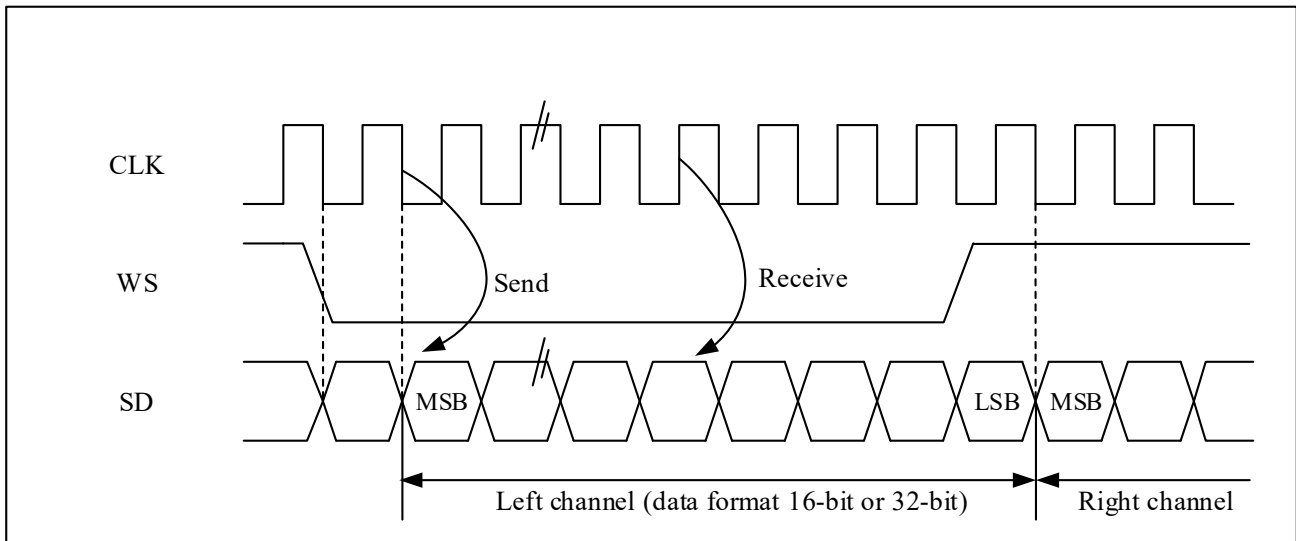 CLK
WS
Send
Receive
SD
MSB
LSB
MSB
Left channel (data format 16-bit or 32-bit)
Right channel